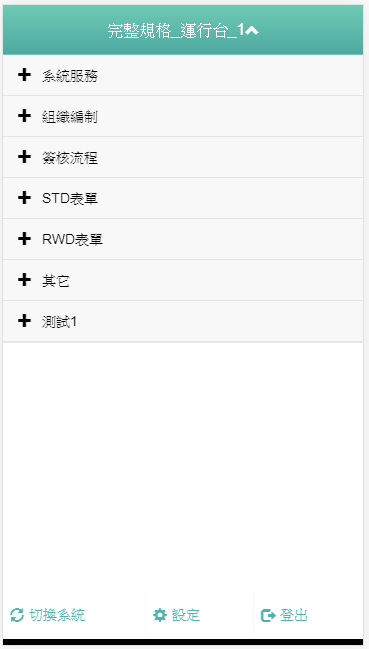 完整規格_運行台_1
系統服務
組織編制
簽核流程
STD表單
RWD表單
其它
測試1
切換系統 設定 登出